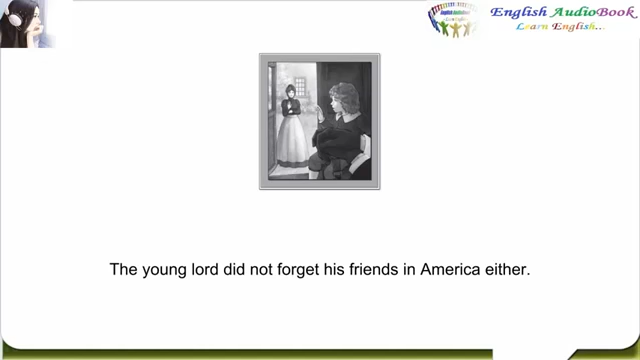 English AudioBook
Learn English...
The young lord did not forget his friends in America either.